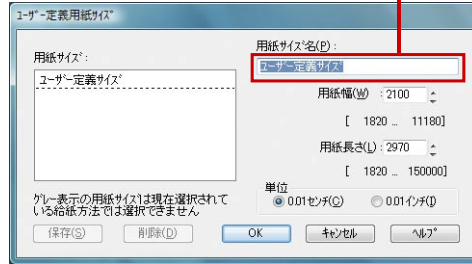 ユーザー定義用紙サイズ
用紙サイズ:
ユーザー定義サイズ
グレー表示の用紙サイズは現在選択されて
いる給紙方法では選択できません
保存(S)
削除(D)
用紙サイズ名(P):
ユーザー定義サイズ
用紙幅(W) : 2100
[ 1820 .. 11180]
用紙長さ(L) : 2970
[ 1820 .. 150000]
単位
0.01センチ(C)
0.01インチ(I)
OK
キャンセル
ヘルプ